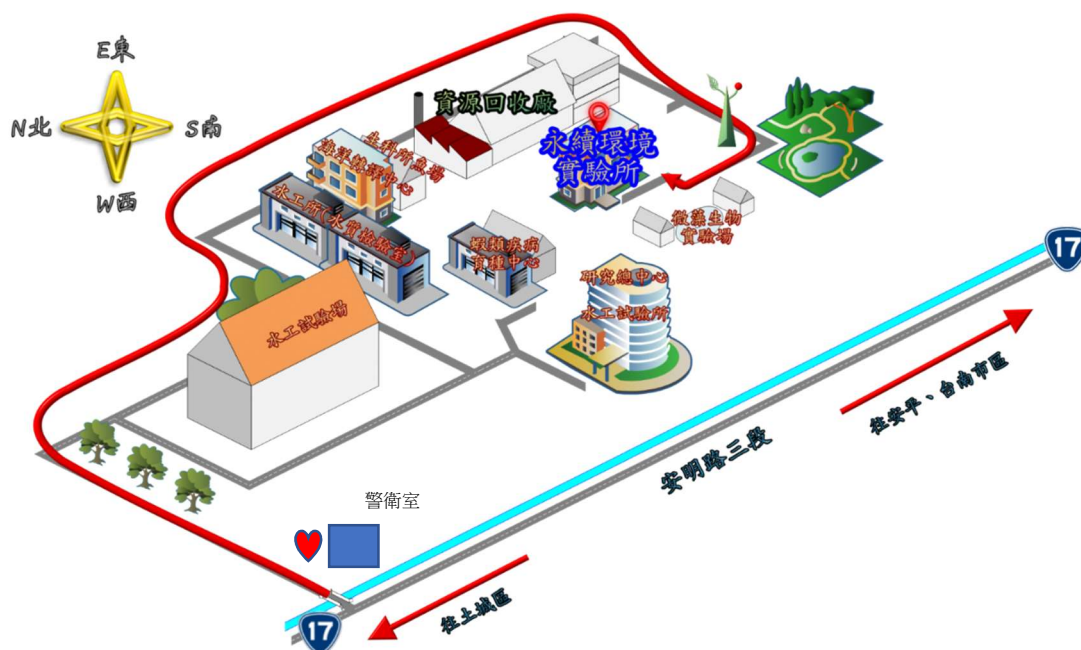 E東
N北
S南
W西
資源回收廠
生科所魚場
海洋教研中心
永續環境
實驗所
水工所(水質檢驗室)
蝦類疾病
育種中心
微藻生物
實驗場
研究總中心
水工試驗所
水工試驗場
17
往安平、台南市區
安明路三段
警衛室
往土城區
17